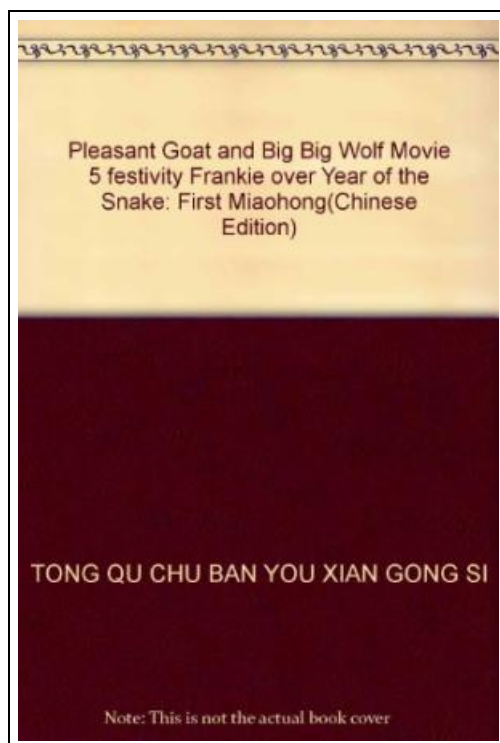 Pleasant Goat and Big Big Wolf Movie
5 festivity Frankie over Year of the
Snake: First Miaohong(Chinese
Edition)
TONG QU CHU BAN YOU XIAN GONG SI
Note: This is not the actual book cover